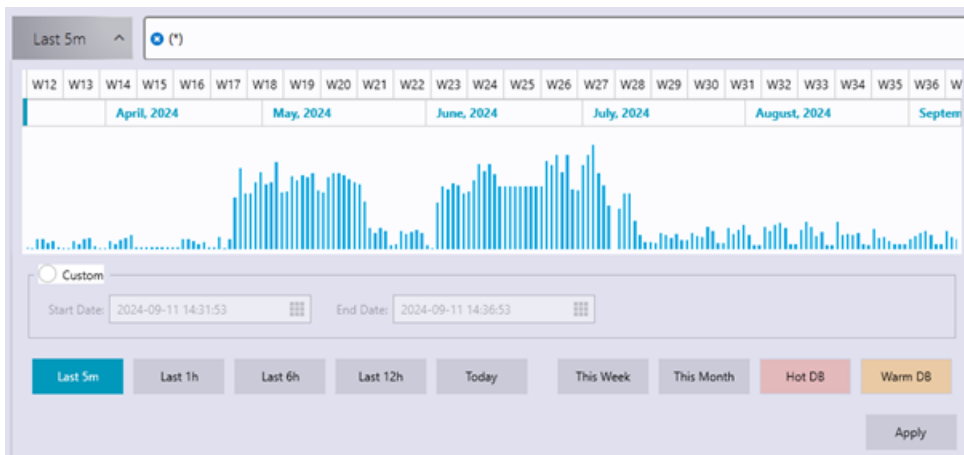 Last 5m (*)
W12 W13 W14 W15 W16 W17 W18 W19 W20 W21 W22 W23 W24 W25 W26 W27 W28 W29 W30 W31 W32 W33 W34 W35 W36 W
April, 2024 May, 2024 June, 2024 July, 2024 August, 2024 Septem
Custom
Start Date: 2024-09-11 14:31:53 End Date: 2024-09-11 14:36:53
Last 5m Last 1h Last 6h Last 12h Today This Week This Month Hot DB Warm DB
Apply